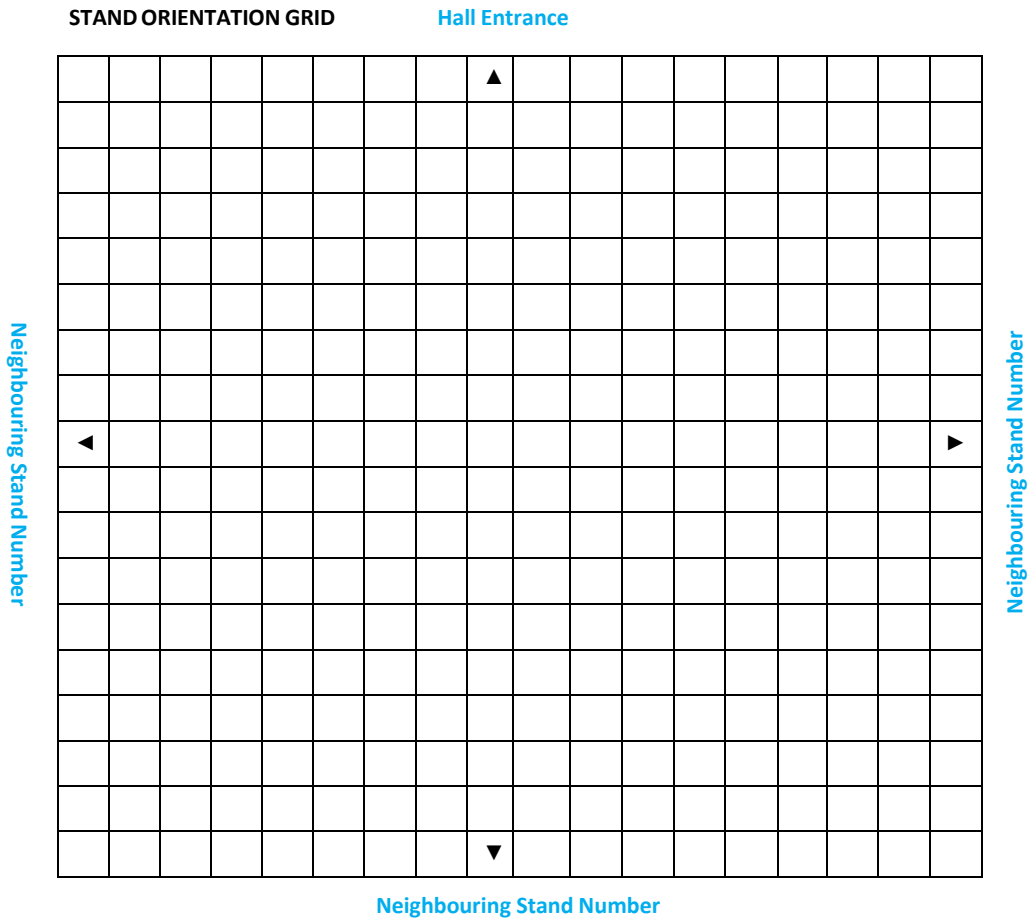 STAND ORIENTATION GRID
Hall Entrance
▲
Neighbouring Stand Number
◄
►
Neighbouring Stand Number
▼
Neighbouring Stand Number